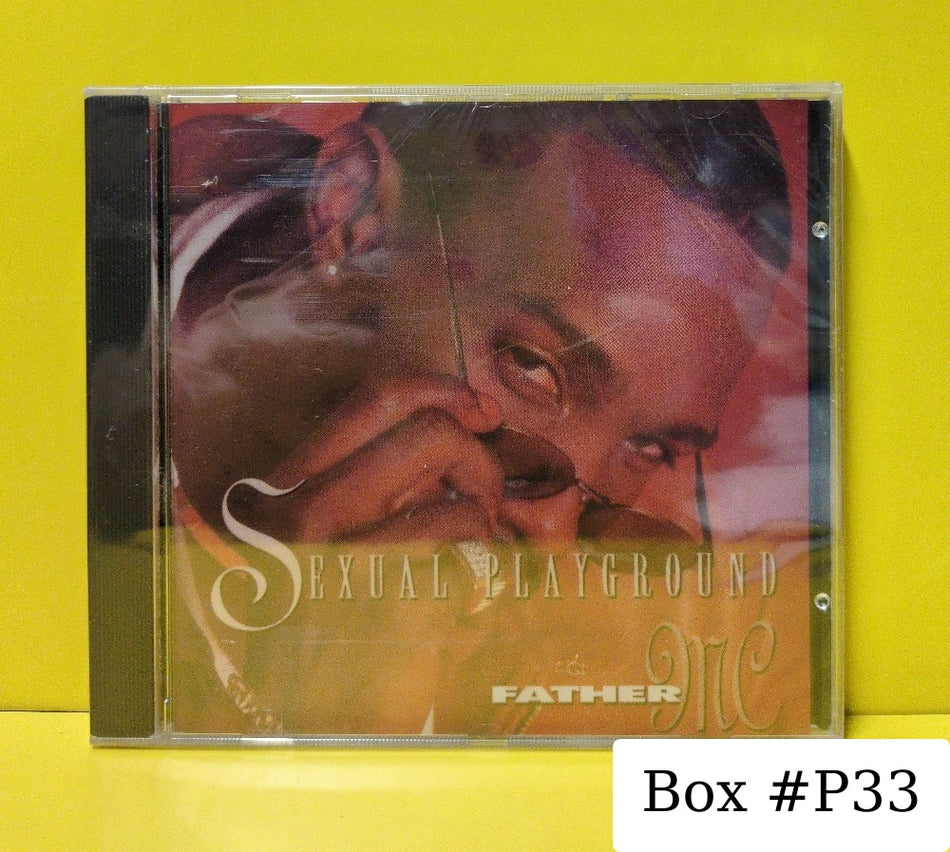 SEXUAL PLAYGROUND
FATHER MC
Box #P33